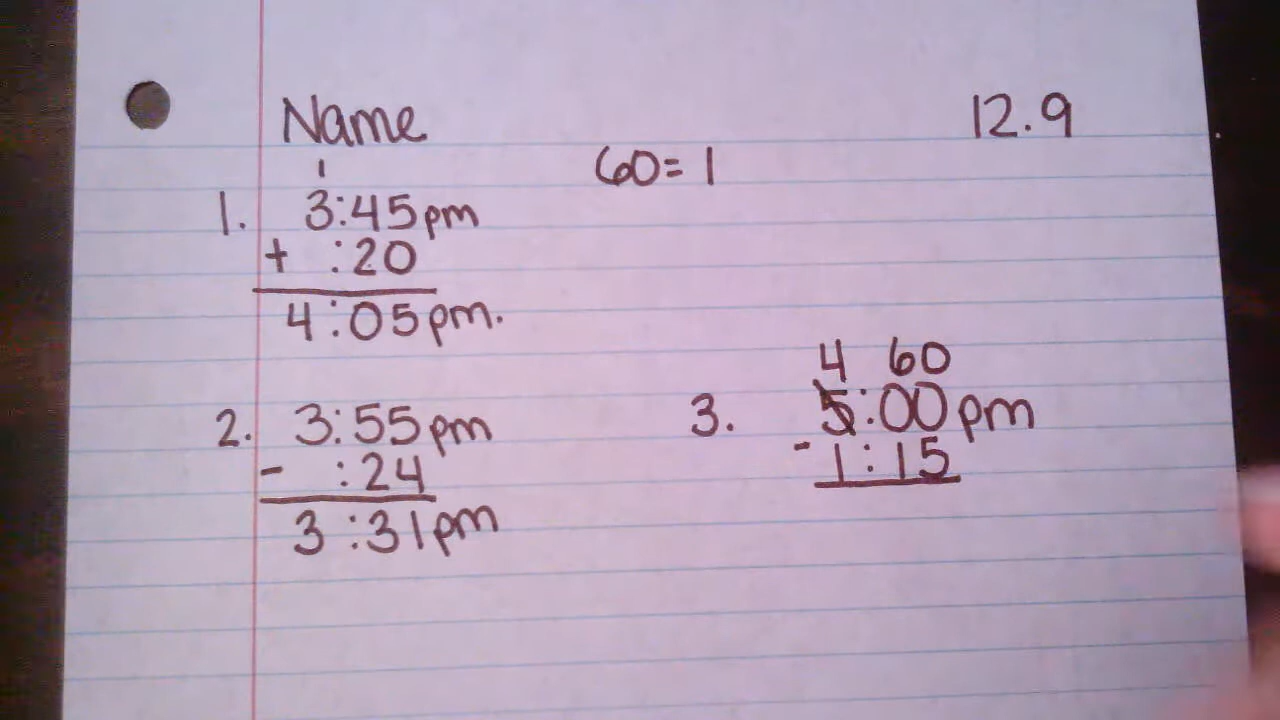 Name 12.9
60=1
1
1. 3:45pm
+ :20
4:05pm.
2. 3:55pm
- :24
3:31pm
4 60
3. 5:00pm
- 1:15